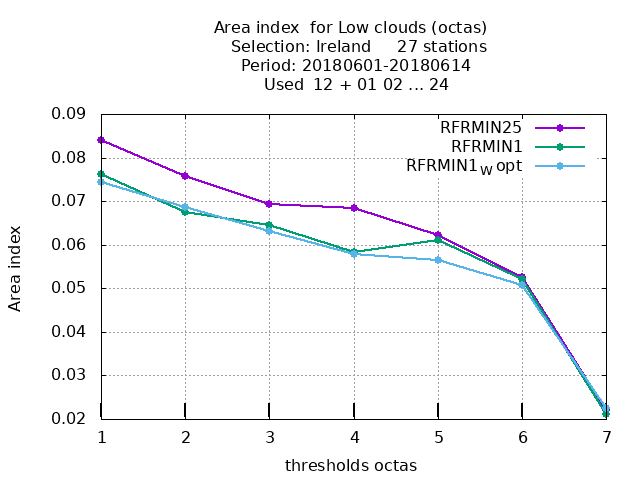 Area index  for Low clouds (octas)
Selection: Ireland     27 stations
Period: 20180601-20180614
Used  12 + 01 02 ... 24
RFRMIN25
RFRMIN1
RFRMIN1W opt
0.09
0.08
0.07
0.06
0.05
0.04
0.03
0.02
Area index
1 2 3 4 5 6 7
thresholds octas